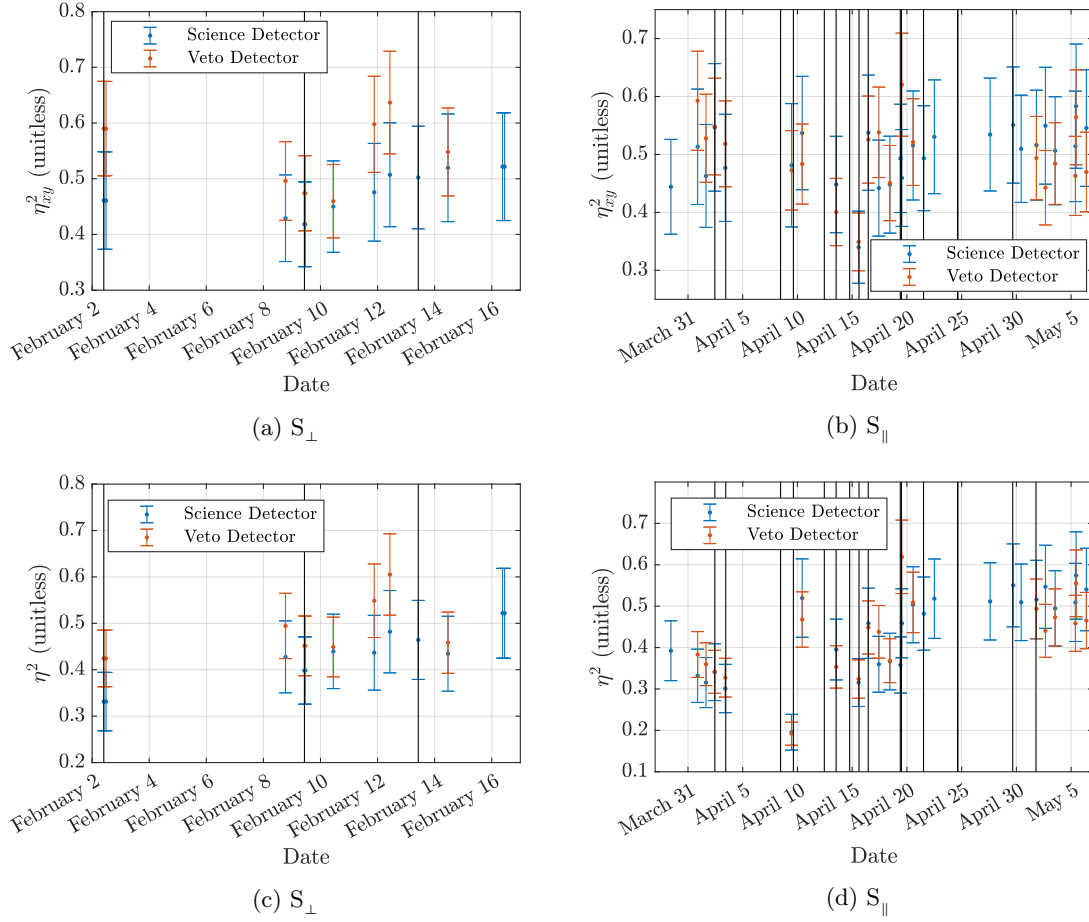 0.8
0.7
0.6
0.5
0.4
0.3
η²xy (unitless)
Science Detector
Veto Detector
February 2
February 4
February 6
February 8
February 10
February 12
February 14
February 16
Date
(a) S⊥
0.7
0.6
0.5
0.4
0.3
η²xy (unitless)
Science Detector
Veto Detector
March 31
April 5
April 10
April 15
April 20
April 25
April 30
May 5
Date
(b) S∥
0.8
0.7
0.6
0.5
0.4
0.3
0.2
η² (unitless)
Science Detector
Veto Detector
February 2
February 4
February 6
February 8
February 10
February 12
February 14
February 16
Date
(c) S⊥
0.7
0.6
0.5
0.4
0.3
0.2
0.1
η² (unitless)
Science Detector
Veto Detector
March 31
April 5
April 10
April 15
April 20
April 25
April 30
May 5
Date
(d) S∥